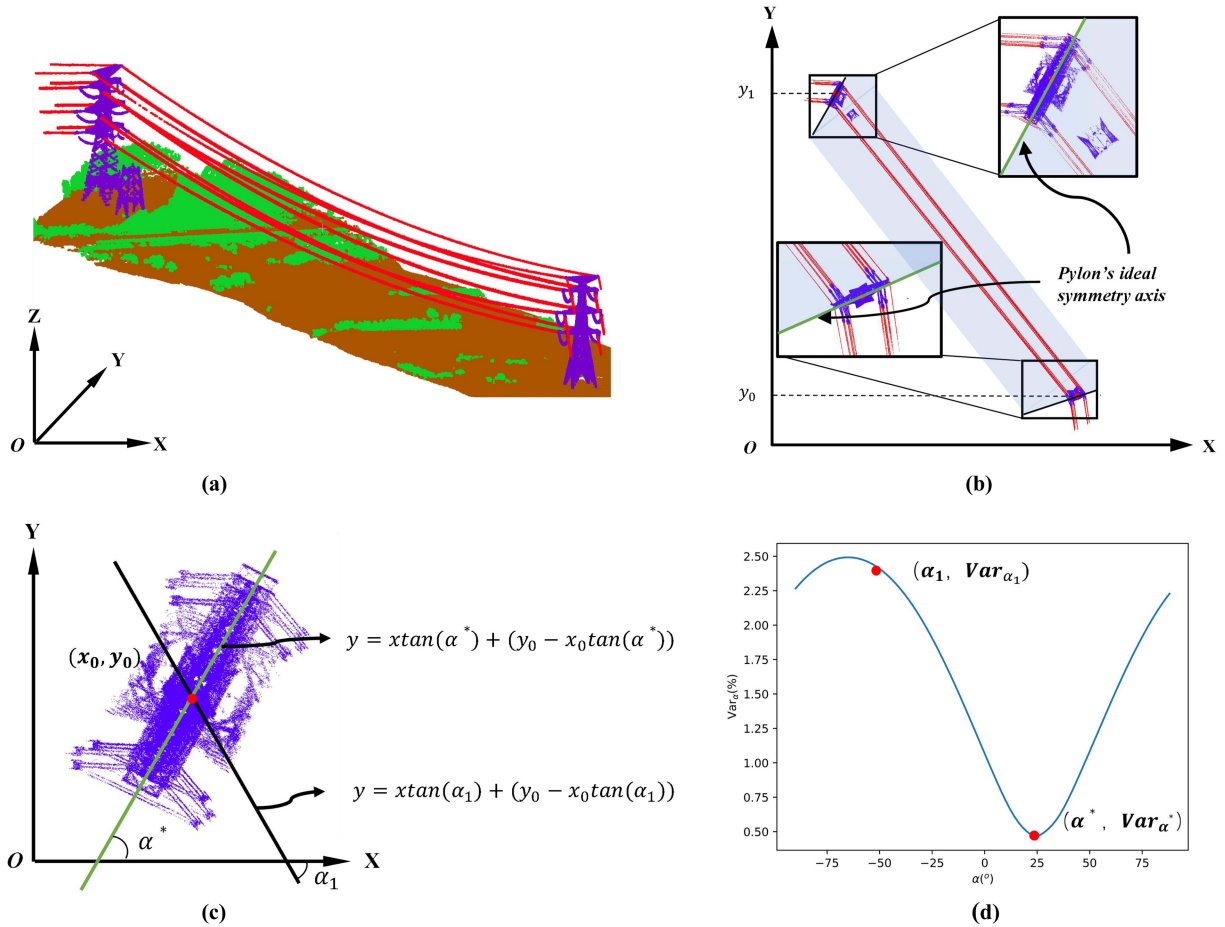 Z
Y
O
X
(a)
Y
y₁
y₀
O
X
Pylon's ideal
symmetry axis
(b)
Y
(x₀, y₀)
y = xtan(α*) + (y₀ − x₀tan(α*))
y = xtan(α₁) + (y₀ − x₀tan(α₁))
α*
O
X
α₁
(c)
2.50
2.25
2.00
1.75
1.50
1.25
1.00
0.75
0.50
Varα(%)
(α₁, Varα₁)
(α*, Varα*)
−75
−50
−25
0
25
50
75
α(°)
(d)